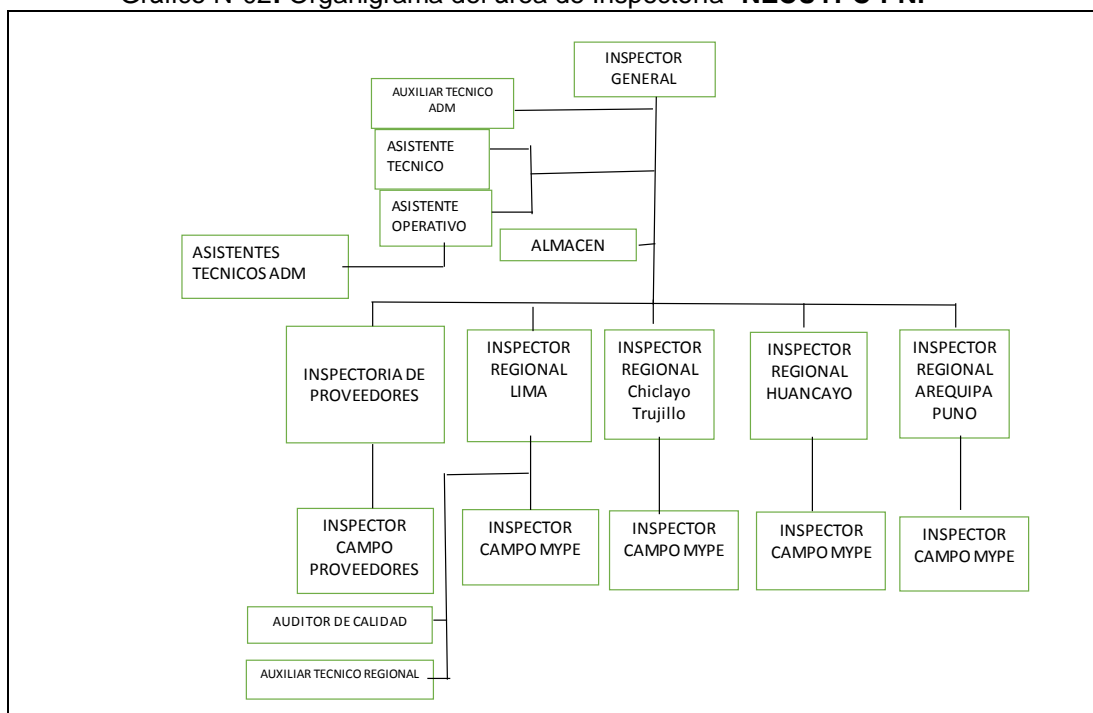 INSPECTOR
GENERAL
AUXILIAR TECNICO
ADM
ASISTENTE
TECNICO
ASISTENTE
OPERATIVO
ALMACEN
ASISTENTES
TECNICOS ADM
INSPECTORIA DE
PROVEEDORES
INSPECTOR
REGIONAL
LIMA
INSPECTOR
REGIONAL
Chiclayo
Trujillo
INSPECTOR
REGIONAL
HUANCAYO
INSPECTOR
REGIONAL
AREQUIPA
PUNO
INSPECTOR
CAMPO
PROVEEDORES
INSPECTOR
CAMPO MYPE
INSPECTOR
CAMPO MYPE
INSPECTOR
CAMPO MYPE
INSPECTOR
CAMPO MYPE
AUDITOR DE CALIDAD
AUXILIAR TECNICO REGIONAL